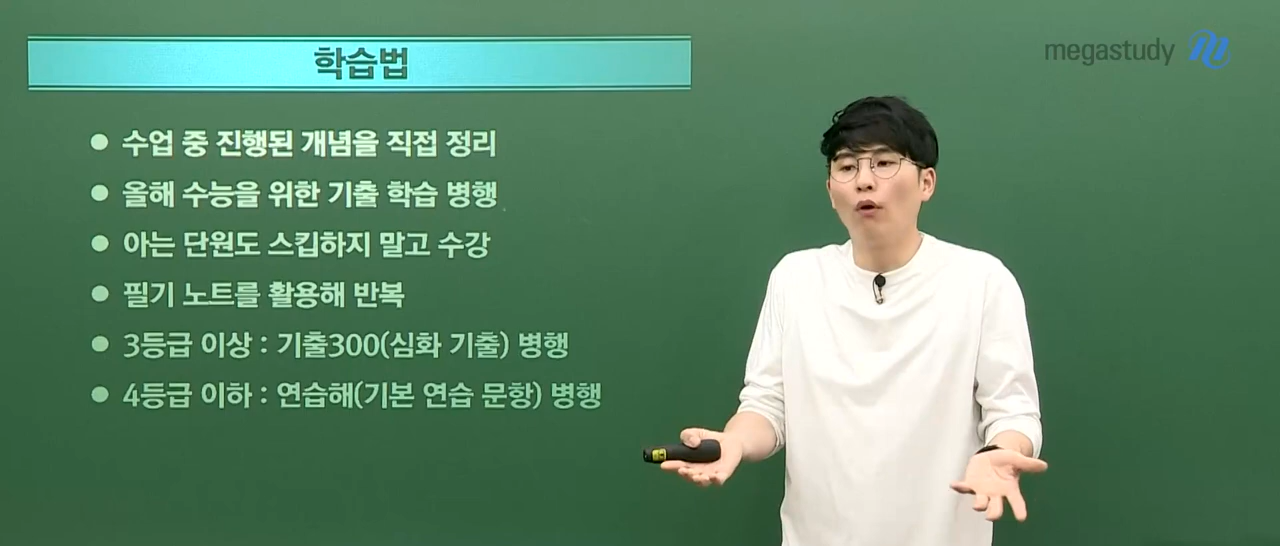 학습법
megastudy
수업 중 진행된 개념을 직접 정리
올해 수능을 위한 기출 학습 병행
아는 단원도 스킵하지 말고 수강
필기 노트를 활용해 반복
3등급 이상 : 기출300(심화 기출) 병행
4등급 이하 : 연습해(기본 연습 문항) 병행